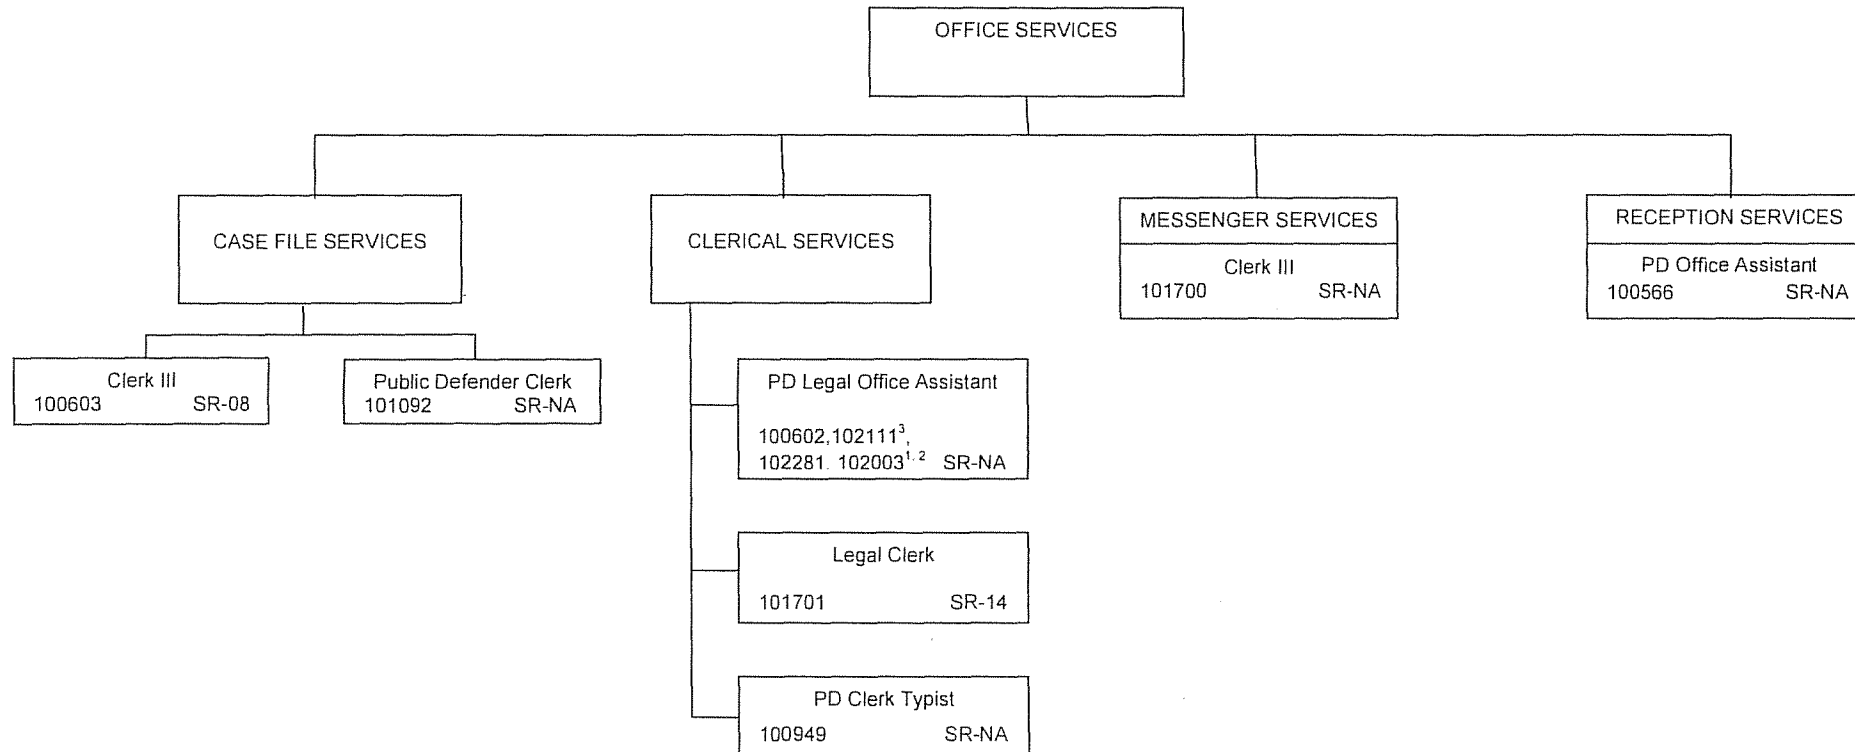 OFFICE SERVICES
CASE FILE SERVICES
CLERICAL SERVICES
MESSENGER SERVICES
Clerk III
101700 SR-NA
RECEPTION SERVICES
PD Office Assistant
100566 SR-NA
Clerk III
100603 SR-08
Public Defender Clerk
101092 SR-NA
PD Legal Office Assistant
100602,102111³,
102281. 102003¹·² SR-NA
Legal Clerk
101701 SR-14
PD Clerk Typist
100949 SR-NA